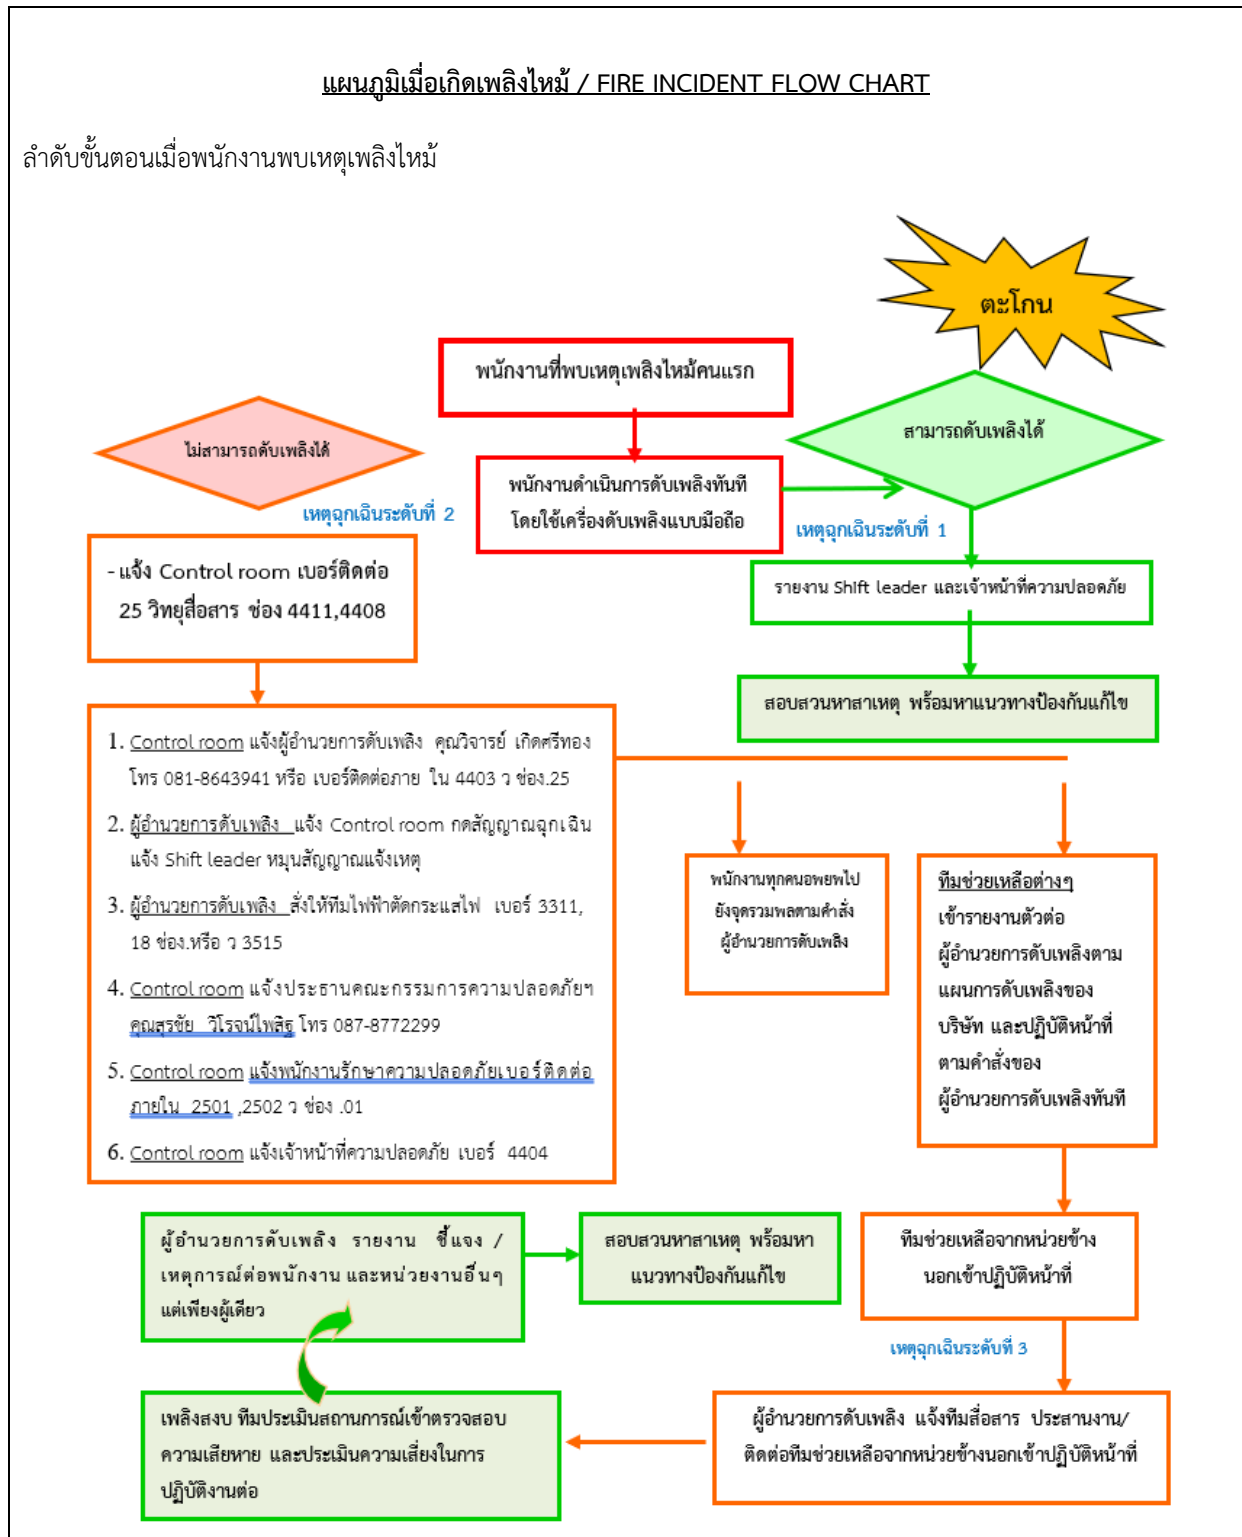 แผนภูมิเมื่อเกิดเพลิงไหม้ / FIRE INCIDENT FLOW CHART
ลำดับขั้นตอนเมื่อพนักงานพบเหตุเพลิงไหม้
ตะโกน
พนักงานที่พบเหตุเพลิงไหม้คนแรก
สามารถดับเพลิงได้
ไม่สามารถดับเพลิงได้
พนักงานดำเนินการดับเพลิงทันที
โดยใช้เครื่องดับเพลิงแบบมือถือ
เหตุฉุกเฉินระดับที่ 2
เหตุฉุกเฉินระดับที่ 1
- แจ้ง Control room เบอร์ติดต่อ
25 วิทยุสื่อสาร ช่อง 4411,4408
รายงาน Shift leader และเจ้าหน้าที่ความปลอดภัย
สอบสวนหาสาเหตุ พร้อมหาแนวทางป้องกันแก้ไข
1. Control room แจ้งผู้อำนวยการดับเพลิง คุณวิจารย์ เกิดศรีทอง
โทร 081-8643941 หรือ เบอร์ติดต่อภาย ใน 4403 ว ช่อง.25
2. ผู้อำนวยการดับเพลิง แจ้ง Control room กดสัญญาณฉุกเฉิน
แจ้ง Shift leader หมุนสัญญาณแจ้งเหตุ
3. ผู้อำนวยการดับเพลิง สั่งให้ทีมไฟฟ้าตัดกระแสไฟ เบอร์ 3311,
18 ช่อง.หรือ ว 3515
4. Control room แจ้งประธานคณะกรรมการความปลอดภัยฯ
คุณสุรชัย วิโรจน์ไพสิฐ โทร 087-8772299
5. Control room แจ้งพนักงานรักษาความปลอดภัยเบอร์ติดต่อ
ภายใน 2501 ,2502 ว ช่อง .01
6. Control room แจ้งเจ้าหน้าที่ความปลอดภัย เบอร์ 4404
พนักงานทุกคนอพยพไป
ยังจุดรวมพลตามคำสั่ง
ผู้อำนวยการดับเพลิง
ทีมช่วยเหลือต่างๆ
เข้ารายงานตัวต่อ
ผู้อำนวยการดับเพลิงตาม
แผนการดับเพลิงของ
บริษัท และปฏิบัติหน้าที่
ตามคำสั่งของ
ผู้อำนวยการดับเพลิงทันที
ผู้อำนวยการดับเพลิง รายงาน ชี้แจง /
เหตุการณ์ต่อพนักงาน และหน่วยงานอื่นๆ
แต่เพียงผู้เดียว
สอบสวนหาสาเหตุ พร้อมหา
แนวทางป้องกันแก้ไข
ทีมช่วยเหลือจากหน่วยข้าง
นอกเข้าปฏิบัติหน้าที่
เหตุฉุกเฉินระดับที่ 3
เพลิงสงบ ทีมประเมินสถานการณ์เข้าตรวจสอบ
ความเสียหาย และประเมินความเสี่ยงในการ
ปฏิบัติงานต่อ
ผู้อำนวยการดับเพลิง แจ้งทีมสื่อสาร ประสานงาน/
ติดต่อทีมช่วยเหลือจากหน่วยข้างนอกเข้าปฏิบัติหน้าที่